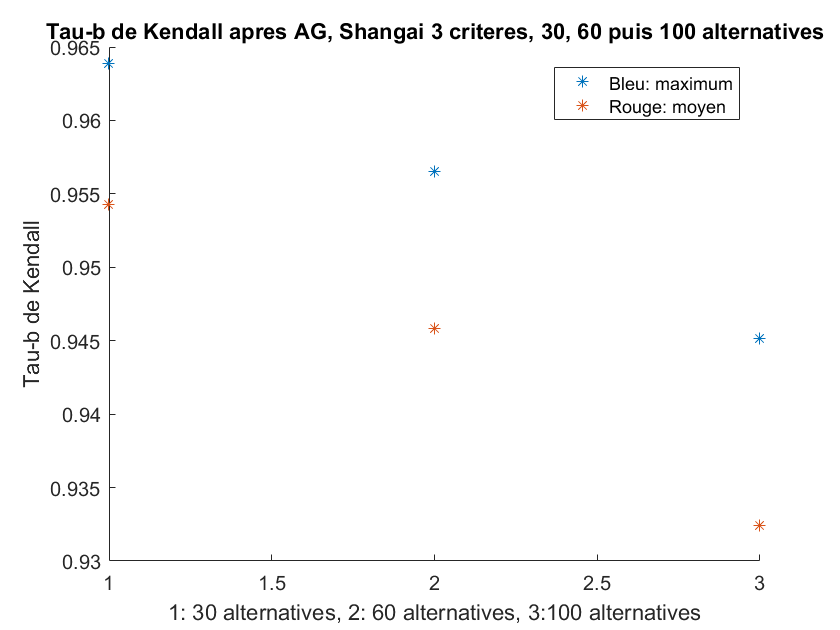 Tau-b de Kendall apres AG, Shangai 3 criteres, 30, 60 puis 100 alternatives
Bleu: maximum
Rouge: moyen
Tau-b de Kendall
0.965
0.96
0.955
0.95
0.945
0.94
0.935
0.93
1
1.5
2
2.5
3
1: 30 alternatives, 2: 60 alternatives, 3:100 alternatives